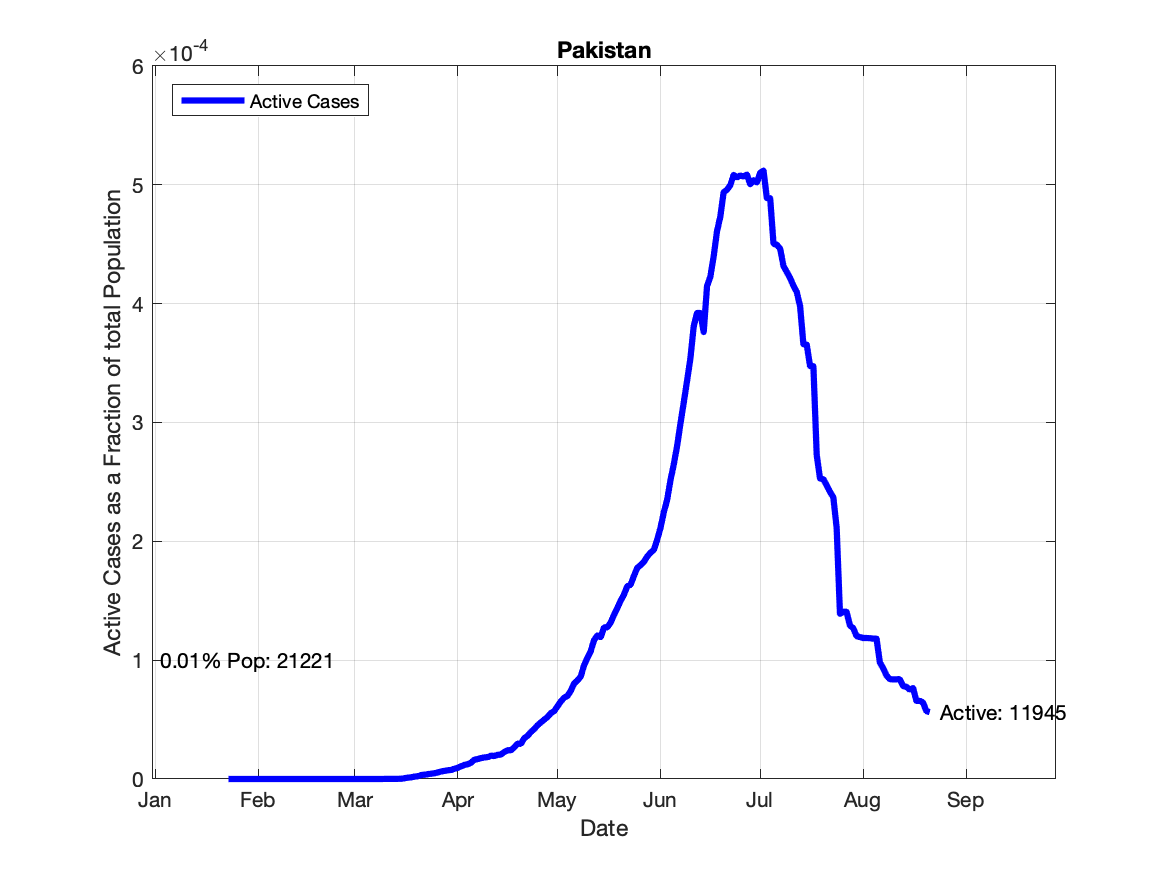 Pakistan
×10^-4
Active Cases
6
5
4
3
2
1
0
Active Cases as a Fraction of total Population
0.01% Pop: 21221
Active: 11945
Jan Feb Mar Apr May Jun Jul Aug Sep
Date